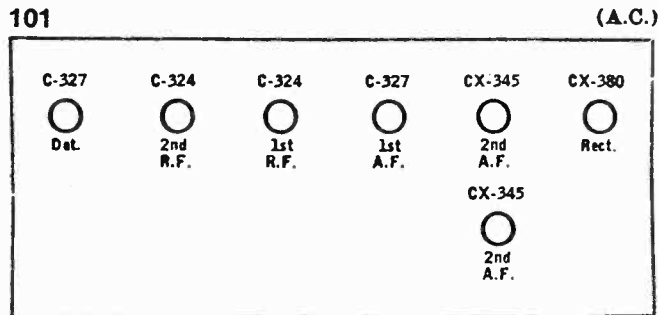 101 (A.C.)
C-327 C-324 C-324 C-327 CX-345 CX-380
Det. 2nd 1st 1st 2nd Rect.
R.F. R.F. A.F. A.F.
CX-345
2nd
A.F.